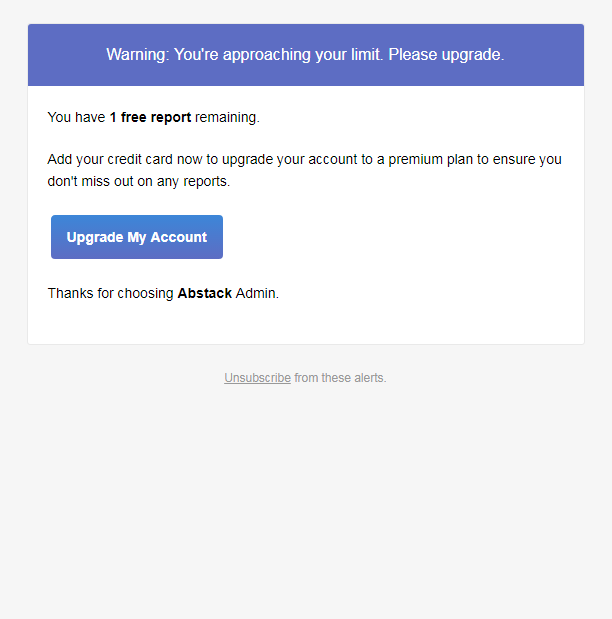 Warning: You're approaching your limit. Please upgrade.
You have 1 free report remaining.
Add your credit card now to upgrade your account to a premium plan to ensure you
don't miss out on any reports.
Upgrade My Account
Thanks for choosing Abstack Admin.
Unsubscribe from these alerts.